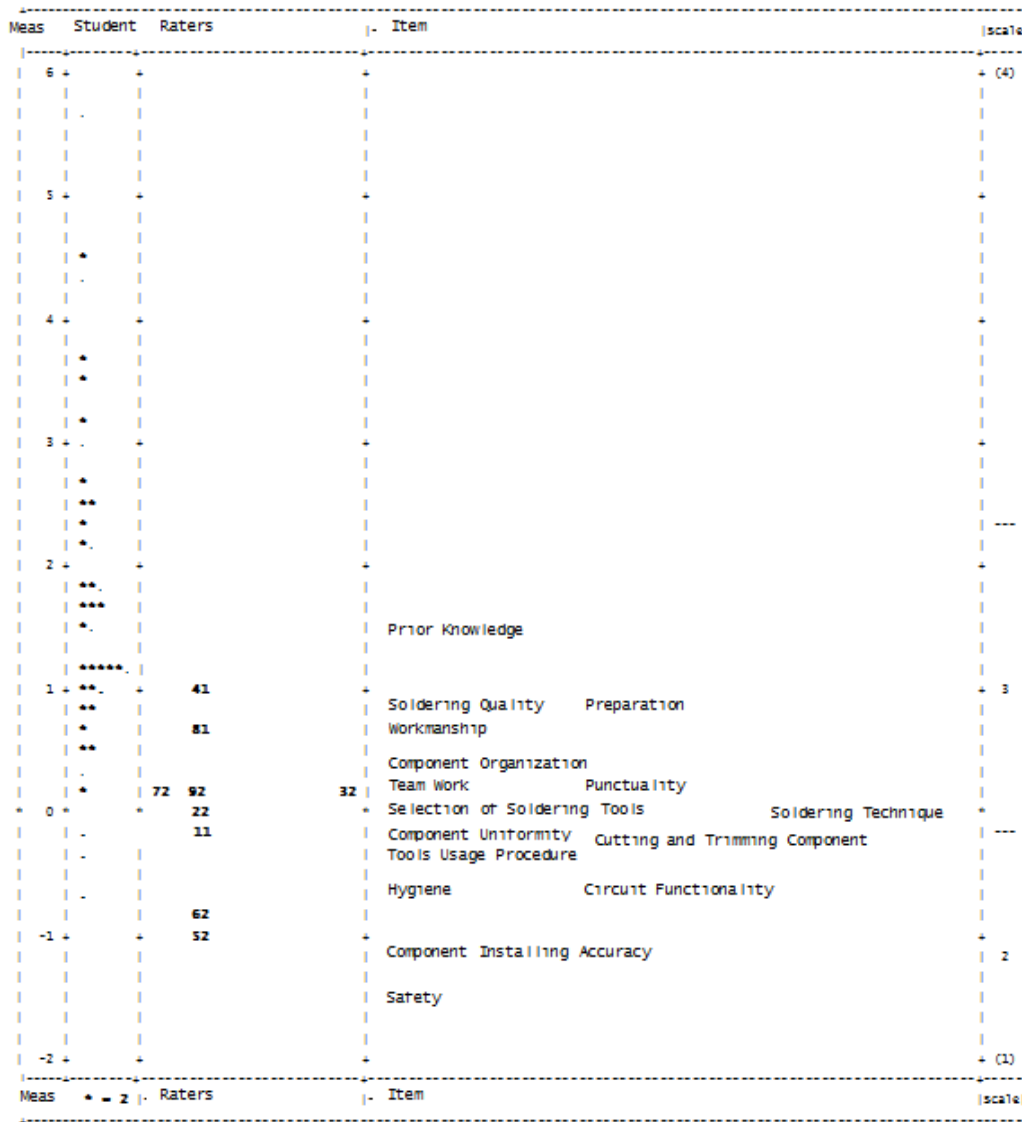 Meas Student Raters |- Item |scale
6 + + + + (4)
.
5 + + + +
*
.
4 + + + +
*
*
*
3 + . + + +
*
**
* ---
*.
2 + + + +
**.
***
*. Prior Knowledge
*****.
1 + **. + 41 + + 3
** Soldering Quality Preparation
* 81 Workmanship
**
. Component Organization
* 72 92 32 Team Work Punctuality
* 0 * * 22 * Selection of Soldering Tools Soldering Technique *
. 11 Component Uniformity Cutting and Trimming Component ---
. Tools Usage Procedure
. Hygiene Circuit Functionality
62
-1 + + 52 + +
Component Installing Accuracy 2
Safety
-2 + + + + (1)
Meas * = 2 |- Raters |- Item |scale